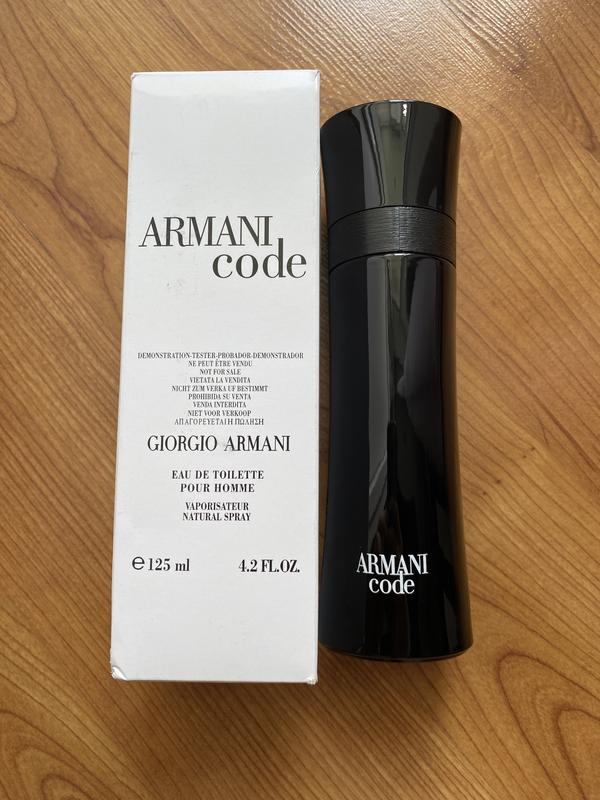 ARMANI
code
DEMONSTRATION-TESTER-PROBADOR-DEMONSTRADOR
NE PEUT ÊTRE VENDU
NOT FOR SALE
VIETATA LA VENDITA
NICHT ZUM VERKA UF BESTIMMT
PROHIBIDA SU VENTA
VENDA INTERDITA
NIET VOOR VERKOOP
ΑΠΑΓΟΡΕΥΕΤΑΙ Η ΠΩΛΗΣΗ
GIORGIO ARMANI
EAU DE TOILETTE
POUR HOMME
VAPORISATEUR
NATURAL SPRAY
℮ 125 ml 4.2 FL.OZ.
ARMANI
code